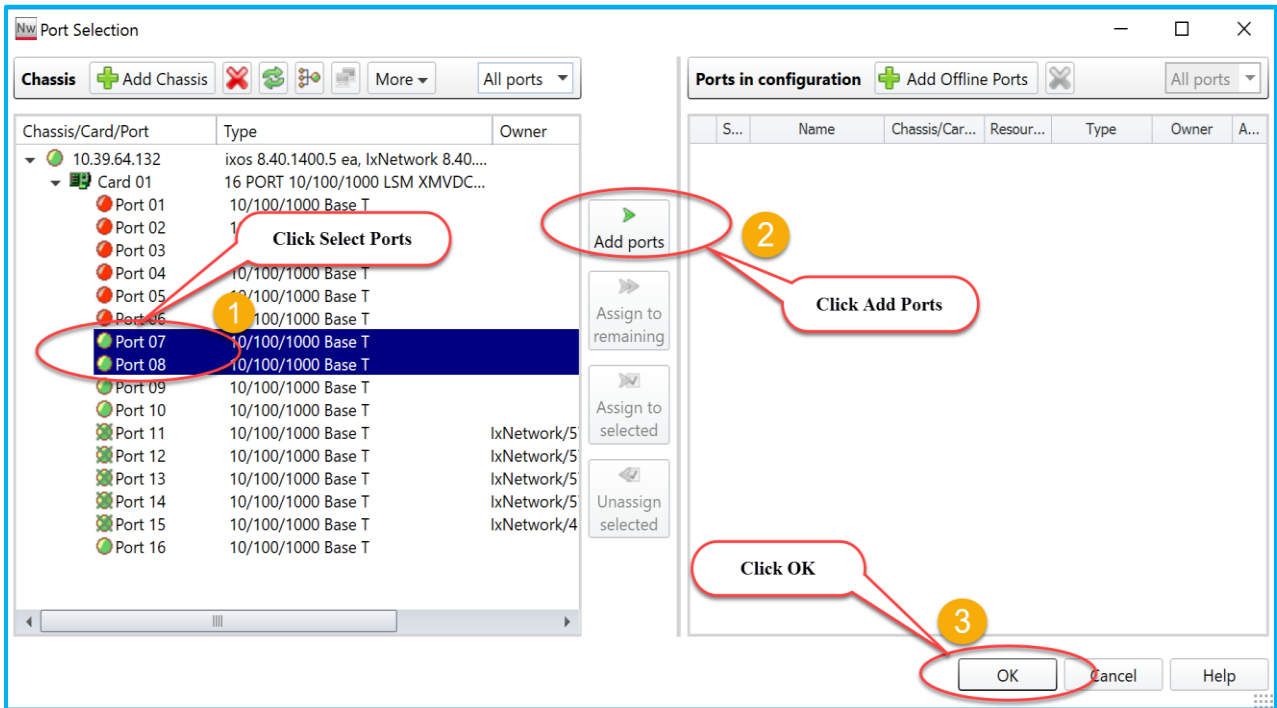 Nw Port Selection
Chassis Add Chassis More All ports
Ports in configuration Add Offline Ports All ports
Chassis/Card/Port Type Owner
S... Name Chassis/Car... Resour... Type Owner A...
10.39.64.132 ixos 8.40.1400.5 ea, IxNetwork 8.40....
Card 01 16 PORT 10/100/1000 LSM XMVDC...
Port 01 10/100/1000 Base T
Port 02 1
Port 03
Port 04 10/100/1000 Base T
Port 05 /100/1000 Base T
Port 06 /100/1000 Base T
Port 07 10/100/1000 Base T
Port 08 10/100/1000 Base T
Port 09 10/100/1000 Base T
Port 10 10/100/1000 Base T
Port 11 10/100/1000 Base T IxNetwork/5
Port 12 10/100/1000 Base T IxNetwork/5
Port 13 10/100/1000 Base T IxNetwork/5
Port 14 10/100/1000 Base T IxNetwork/5
Port 15 10/100/1000 Base T IxNetwork/4
Port 16 10/100/1000 Base T
Click Select Ports
1
Add ports
2
Click Add Ports
Assign to
remaining
Assign to
selected
Unassign
selected
Click OK
3
OK Cancel Help